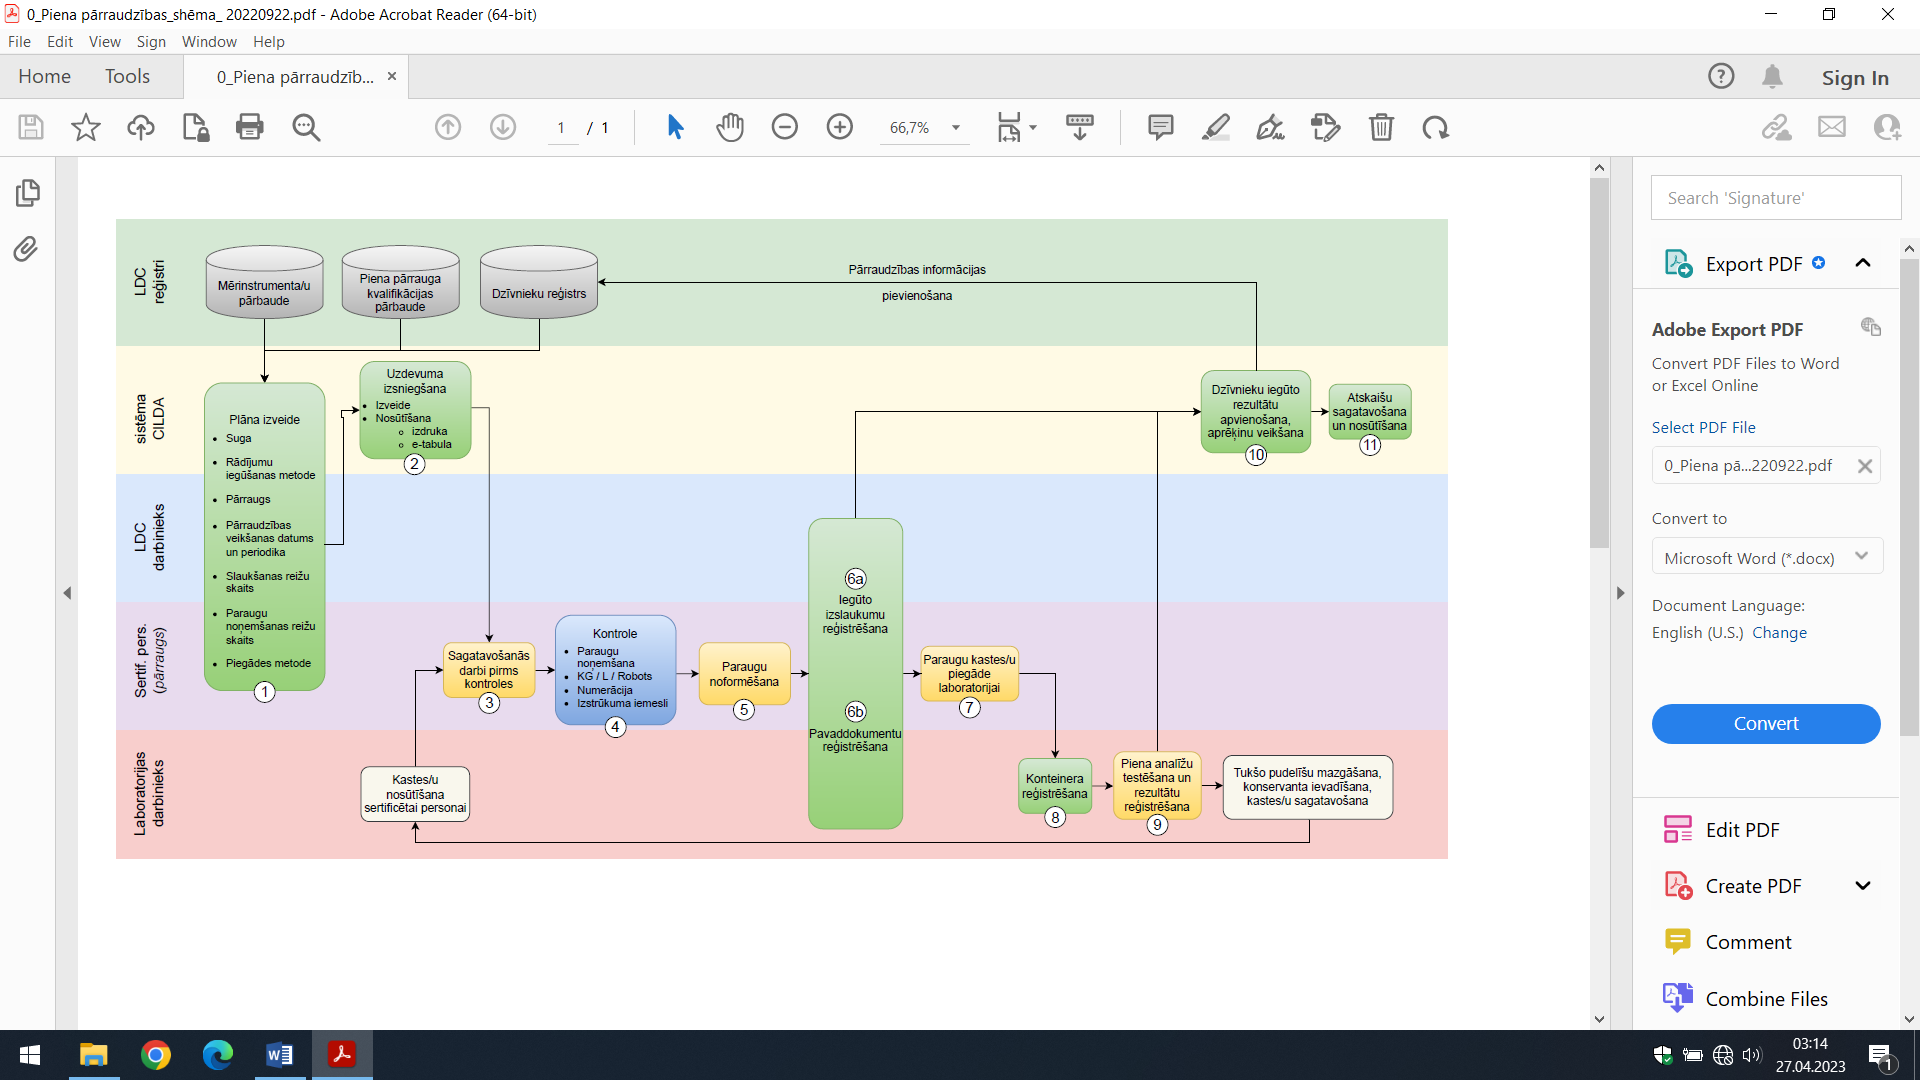 0_Piena pārraudzības_shēma_ 20220922.pdf - Adobe Acrobat Reader (64-bit)
File Edit View Sign Window Help
Home Tools 0_Piena pārraudzīb... ×
Sign In
1 / 1
66,7%
LDC
reģistri
Mērinstrumenta/u
pārbaude
Piena pārrauga
kvalifikācijas
pārbaude
Dzīvnieku reģistrs
Pārraudzības informācijas
pievienošana
sistēma
CILDA
Plāna izveide
• Suga
• Rādījumu
iegūšanas metode
• Pārraugs
• Pārraudzības
veikšanas datums
un periodika
• Slaukšanas reižu
skaits
• Paraugu
noņemšanas reižu
skaits
• Piegādes metode
1
Uzdevuma
izsniegšana
• Izveide
• Nosūtīšana
○ izdruka
○ e-tabula
2
Dzīvnieku iegūto
rezultātu
apvienošana,
aprēķinu veikšana
10
Atskaišu
sagatavošana
un nosūtīšana
11
LDC
darbinieks
Sertif. pers.
(pārraugs)
Sagatavošanās
darbi pirms
kontroles
3
Kontrole
• Paraugu
noņemšana
• KG / L / Robots
• Numerācija
• Izstrūkuma iemesli
4
Paraugu
noformēšana
5
6a
Iegūto
izslaukumu
reģistrēšana
6b
Pavaddokumentu
reģistrēšana
Paraugu kastes/u
piegāde
laboratorijai
7
Laboratorijas
darbinieks
Kastes/u
nosūtīšana
sertificētai personai
Konteinera
reģistrēšana
8
Piena analīžu
testēšana un
rezultātu
reģistrēšana
9
Tukšo pudelīšu mazgāšana,
konservanta ievadīšana,
kastes/u sagatavošana
Search 'Signature'
Export PDF
Adobe Export PDF
Convert PDF Files to Word
or Excel Online
Select PDF File
0_Piena pā...220922.pdf
Convert to
Microsoft Word (*.docx)
Document Language:
English (U.S.) Change
Convert
Edit PDF
Create PDF
Comment
Combine Files
03:14
27.04.2023
1